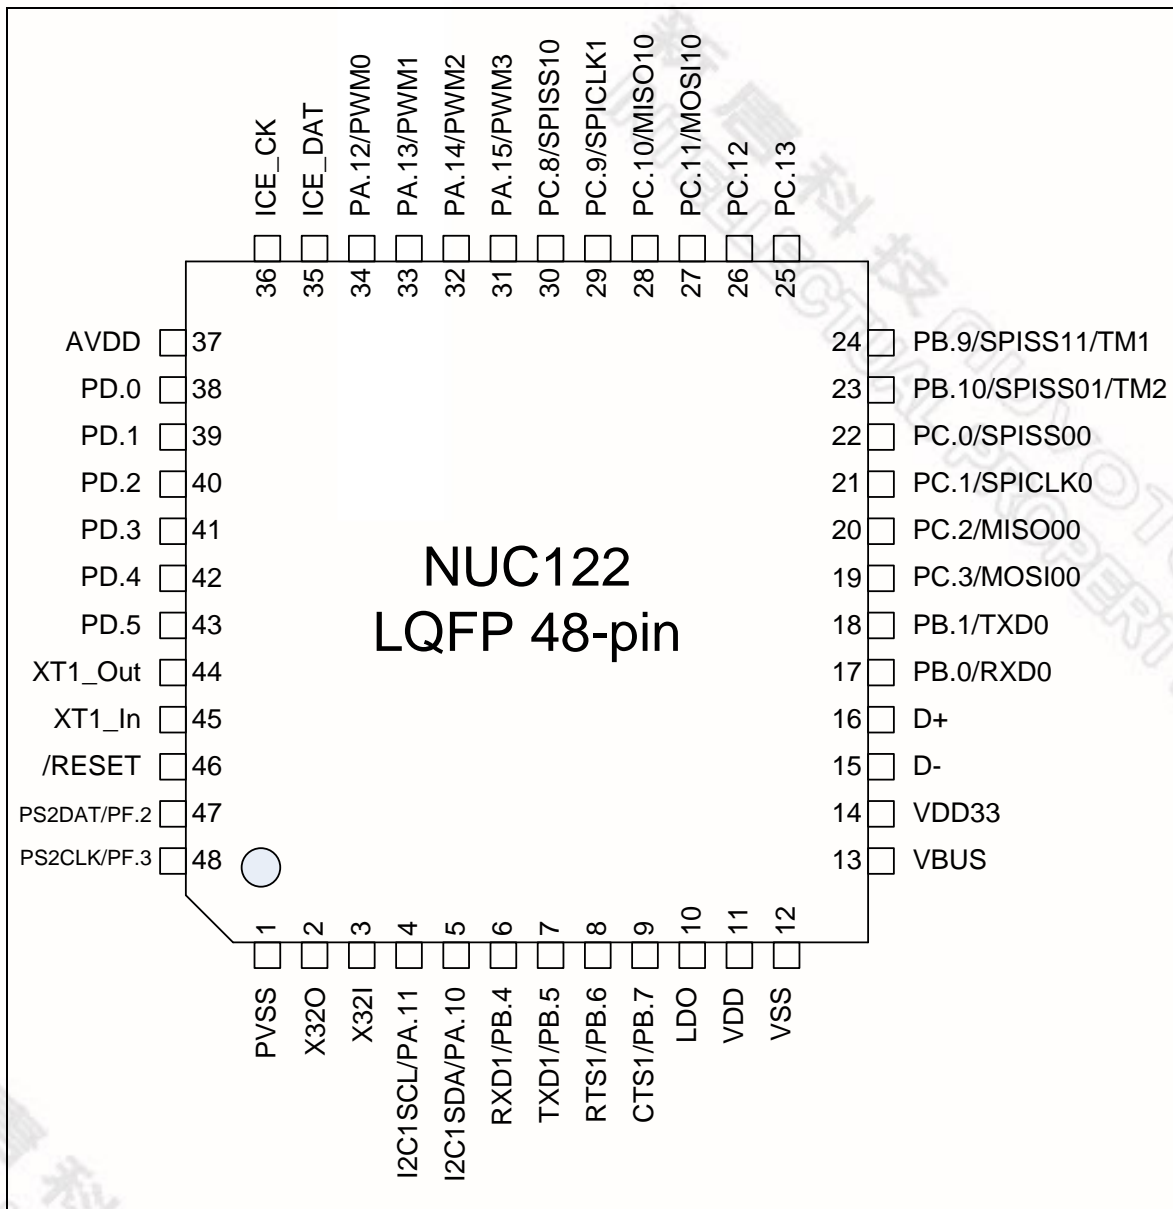 ICE_CK
ICE_DAT
PA.12/PWM0
PA.13/PWM1
PA.14/PWM2
PA.15/PWM3
PC.8/SPISS10
PC.9/SPICLK1
PC.10/MISO10
PC.11/MOSI10
PC.12
PC.13
36
35
34
33
32
31
30
29
28
27
26
25
AVDD 37
PD.0 38
PD.1 39
PD.2 40
PD.3 41
PD.4 42
PD.5 43
XT1_Out 44
XT1_In 45
/RESET 46
PS2DAT/PF.2 47
PS2CLK/PF.3 48
NUC122
LQFP 48-pin
24 PB.9/SPISS11/TM1
23 PB.10/SPISS01/TM2
22 PC.0/SPISS00
21 PC.1/SPICLK0
20 PC.2/MISO00
19 PC.3/MOSI00
18 PB.1/TXD0
17 PB.0/RXD0
16 D+
15 D-
14 VDD33
13 VBUS
1
2
3
4
5
6
7
8
9
10
11
12
PVSS
X32O
X32I
I2C1SCL/PA.11
I2C1SDA/PA.10
RXD1/PB.4
TXD1/PB.5
RTS1/PB.6
CTS1/PB.7
LDO
VDD
VSS
新唐科技
INTELLECTUAL PROPERTY